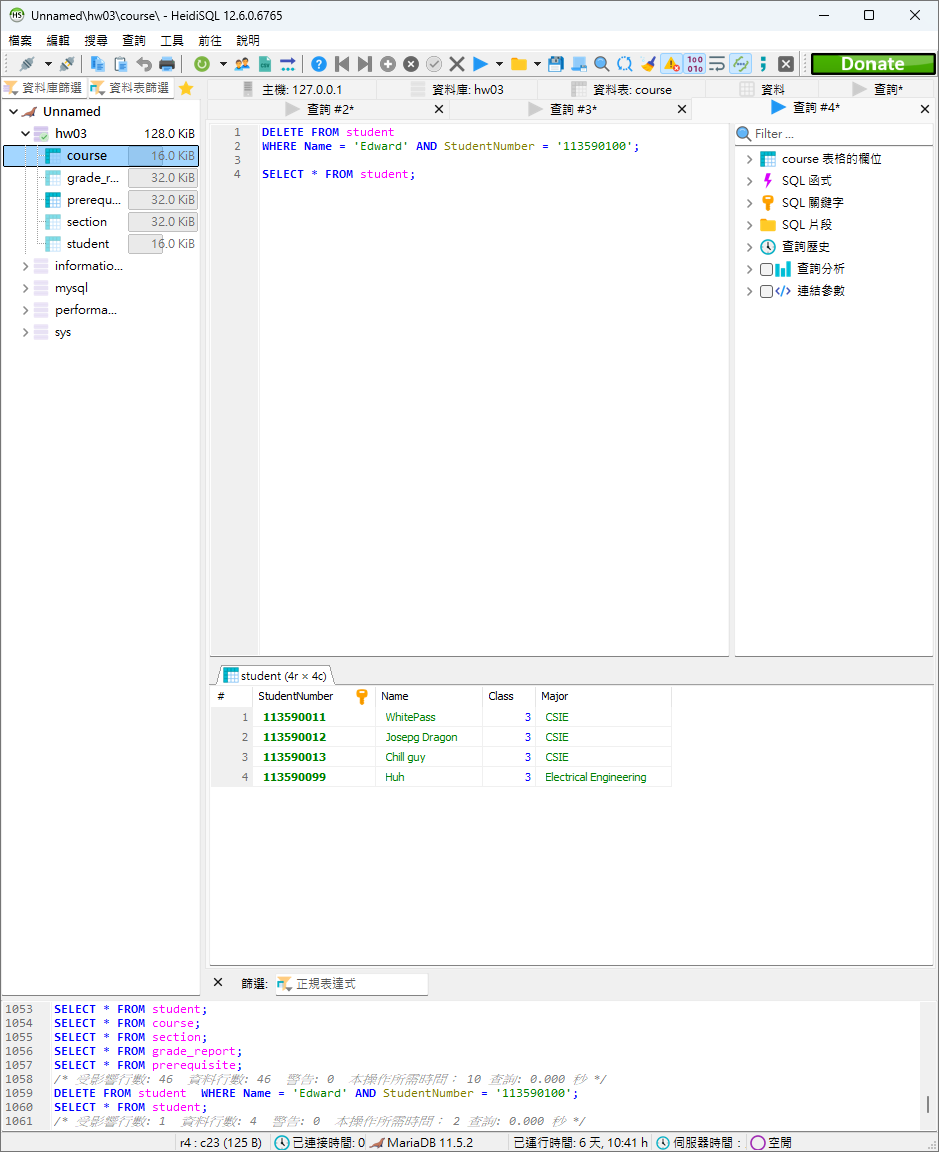 Unnamed\hw03\course\ - HeidiSQL 12.6.0.6765
檔案 編輯 搜尋 查詢 工具 前往 說明
Donate
資料庫篩選 資料表篩選
主機: 127.0.0.1 資料庫: hw03 資料表: course 資料 查詢*
查詢 #2* 查詢 #3* 查詢 #4*
Unnamed
hw03 128.0 KiB
course 16.0 KiB
grade_r... 32.0 KiB
prerequ... 32.0 KiB
section 32.0 KiB
student 16.0 KiB
informatio...
mysql
performa...
sys
1 DELETE FROM student
2 WHERE Name = 'Edward' AND StudentNumber = '113590100';
3
4 SELECT * FROM student;
Filter ...
course 表格的欄位
SQL 函式
SQL 關鍵字
SQL 片段
查詢歷史
查詢分析
連結參數
student (4r × 4c)
# StudentNumber Name Class Major
1 113590011 WhitePass 3 CSIE
2 113590012 Josepg Dragon 3 CSIE
3 113590013 Chill guy 3 CSIE
4 113590099 Huh 3 Electrical Engineering
篩選: 正規表達式
1053 SELECT * FROM student;
1054 SELECT * FROM course;
1055 SELECT * FROM section;
1056 SELECT * FROM grade_report;
1057 SELECT * FROM prerequisite;
1058 /* 受影響行數: 46 資料行數: 46 警告: 0 本操作所需時間： 10 查詢: 0.000 秒 */
1059 DELETE FROM student WHERE Name = 'Edward' AND StudentNumber = '113590100';
1060 SELECT * FROM student;
1061 /* 受影響行數: 1 資料行數: 4 警告: 0 本操作所需時間： 2 查詢: 0.000 秒 */
r4 : c23 (125 B) 已連接時間: 0 MariaDB 11.5.2 已運行時間: 6 天, 10:41 h 伺服器時間： 空閒